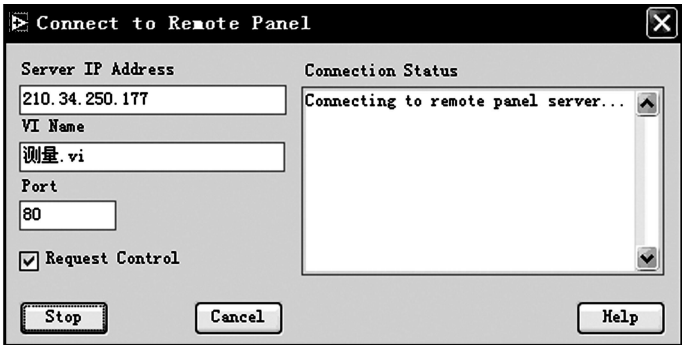 Connect to Remote Panel
Server IP Address
210.34.250.177
VI Name
测量.vi
Port
80
Request Control
Connection Status
Connecting to remote panel server...
Stop
Cancel
Help